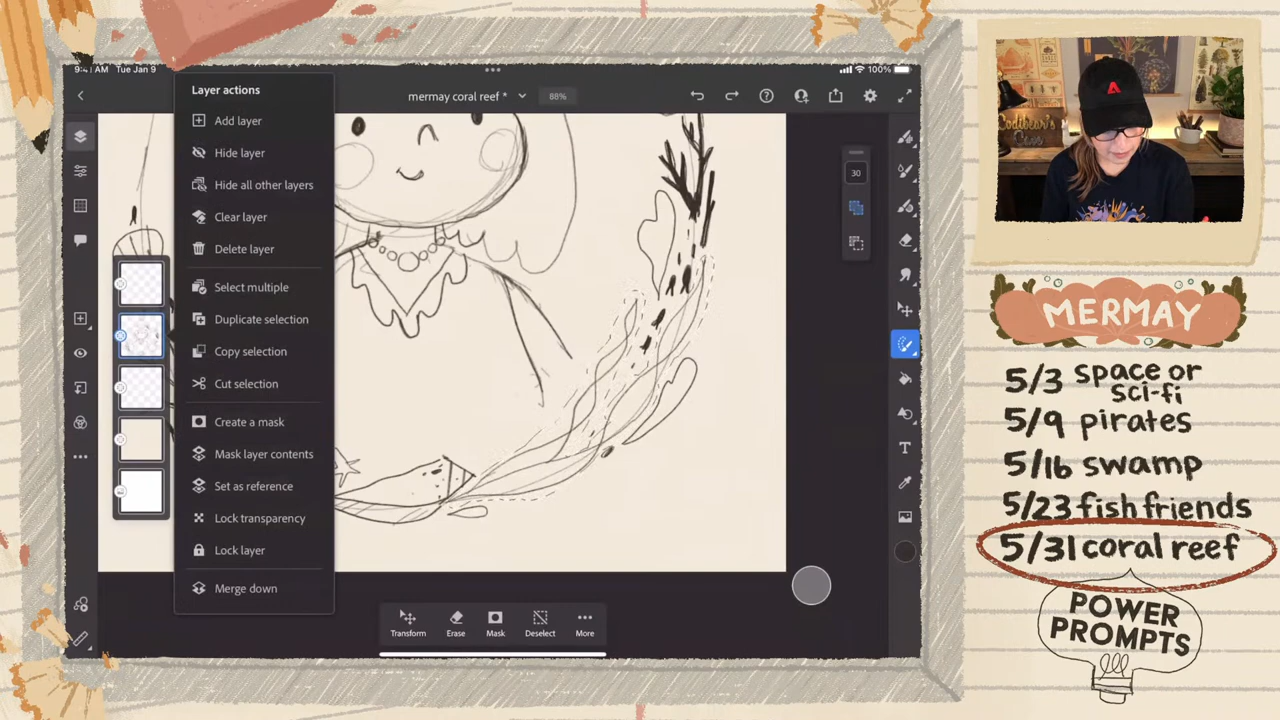 9:41 AM Tue Jan 9
100%
mermay coral reef *
88%
Layer actions
Add layer
Hide layer
Hide all other layers
Clear layer
Delete layer
Select multiple
Duplicate selection
Copy selection
Cut selection
Create a mask
Mask layer contents
Set as reference
Lock transparency
Lock layer
Merge down
30
T
Transform
Erase
Mask
Deselect
More
MERMAY
5/3 space or
sci-fi
5/9 pirates
5/16 swamp
5/23 fish friends
5/31 coral reef
POWER
PROMPTS